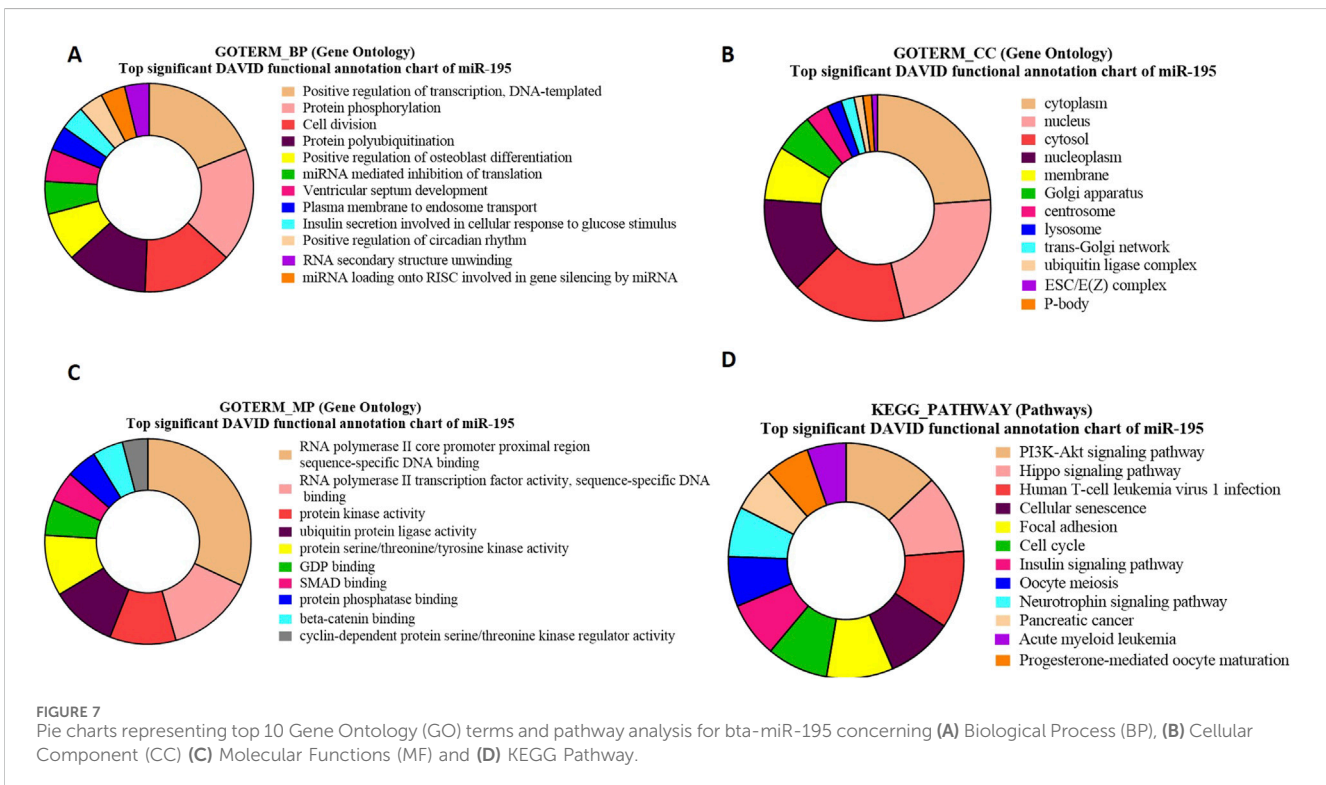 A
GOTERM_BP (Gene Ontology)
Top significant DAVID functional annotation chart of miR-195
Positive regulation of transcription, DNA-templated
Protein phosphorylation
Cell division
Protein polyubiquitination
Positive regulation of osteoblast differentiation
miRNA mediated inhibition of translation
Ventricular septum development
Plasma membrane to endosome transport
Insulin secretion involved in cellular response to glucose stimulus
Positive regulation of circadian rhythm
RNA secondary structure unwinding
miRNA loading onto RISC involved in gene silencing by miRNA
B
GOTERM_CC (Gene Ontology)
Top significant DAVID functional annotation chart of miR-195
cytoplasm
nucleus
cytosol
nucleoplasm
membrane
Golgi apparatus
centrosome
lysosome
trans-Golgi network
ubiquitin ligase complex
ESC/E(Z) complex
P-body
C
GOTERM_MP (Gene Ontology)
Top significant DAVID functional annotation chart of miR-195
RNA polymerase II core promoter proximal region
sequence-specific DNA binding
RNA polymerase II transcription factor activity, sequence-specific DNA
binding
protein kinase activity
ubiquitin protein ligase activity
protein serine/threonine/tyrosine kinase activity
GDP binding
SMAD binding
protein phosphatase binding
beta-catenin binding
cyclin-dependent protein serine/threonine kinase regulator activity
D
KEGG_PATHWAY (Pathways)
Top significant DAVID functional annotation chart of miR-195
PI3K-Akt signaling pathway
Hippo signaling pathway
Human T-cell leukemia virus 1 infection
Cellular senescence
Focal adhesion
Cell cycle
Insulin signaling pathway
Oocyte meiosis
Neurotrophin signaling pathway
Pancreatic cancer
Acute myeloid leukemia
Progesterone-mediated oocyte maturation
FIGURE 7
Pie charts representing top 10 Gene Ontology (GO) terms and pathway analysis for bta-miR-195 concerning (A) Biological Process (BP), (B) Cellular
Component (CC) (C) Molecular Functions (MF) and (D) KEGG Pathway.